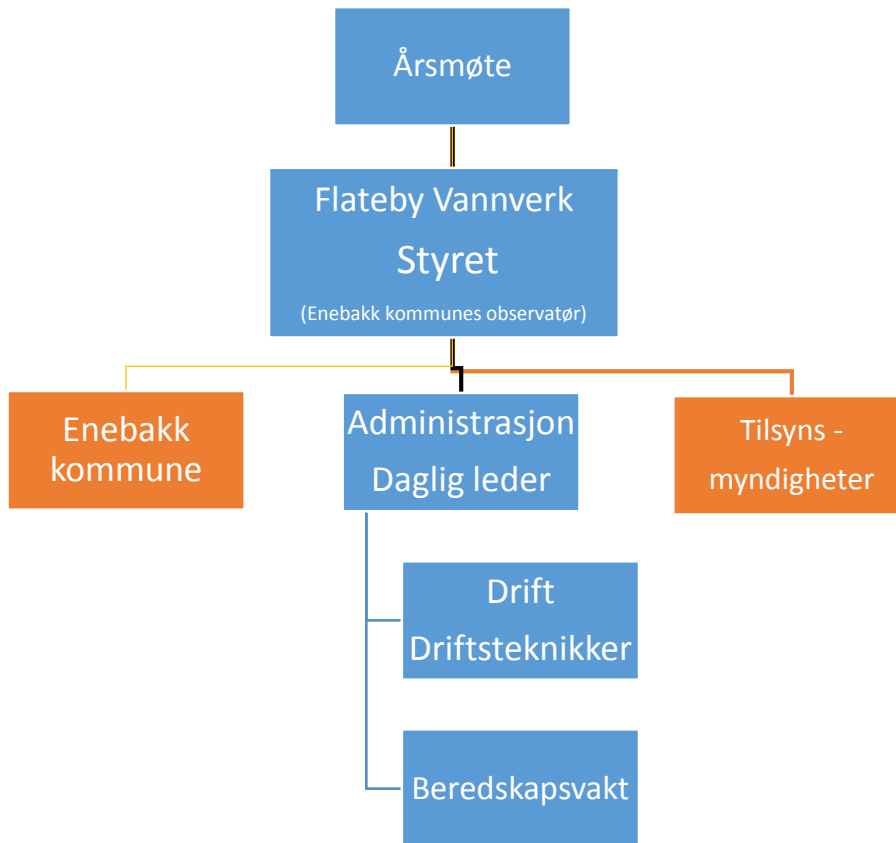 Årsmøte
Flateby Vannverk
Styret
(Enebakk kommunes observatør)
Enebakk
kommune
Administrasjon
Daglig leder
Tilsyns -
myndigheter
Drift
Driftsteknikker
Beredskapsvakt